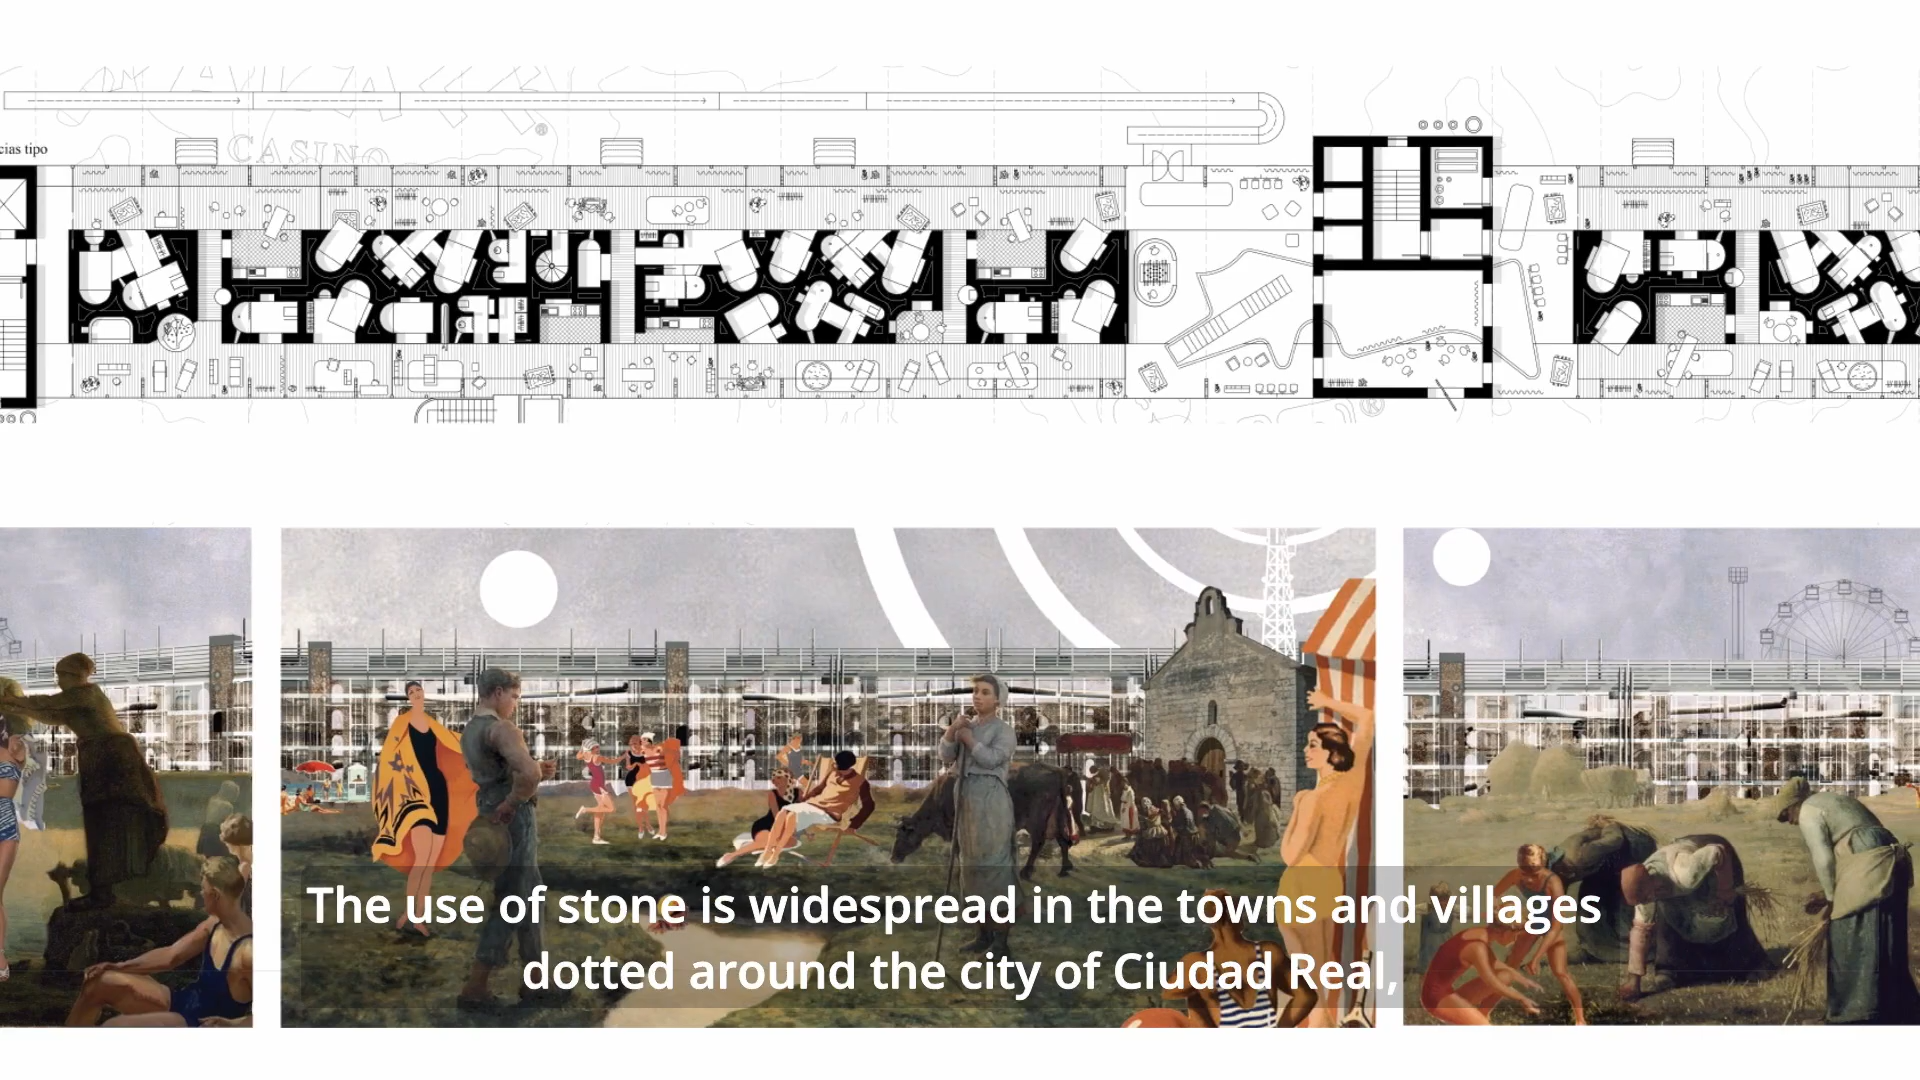 CASINO
®
cias tipo
®
The use of stone is widespread in the towns and villages
dotted around the city of Ciudad Real,